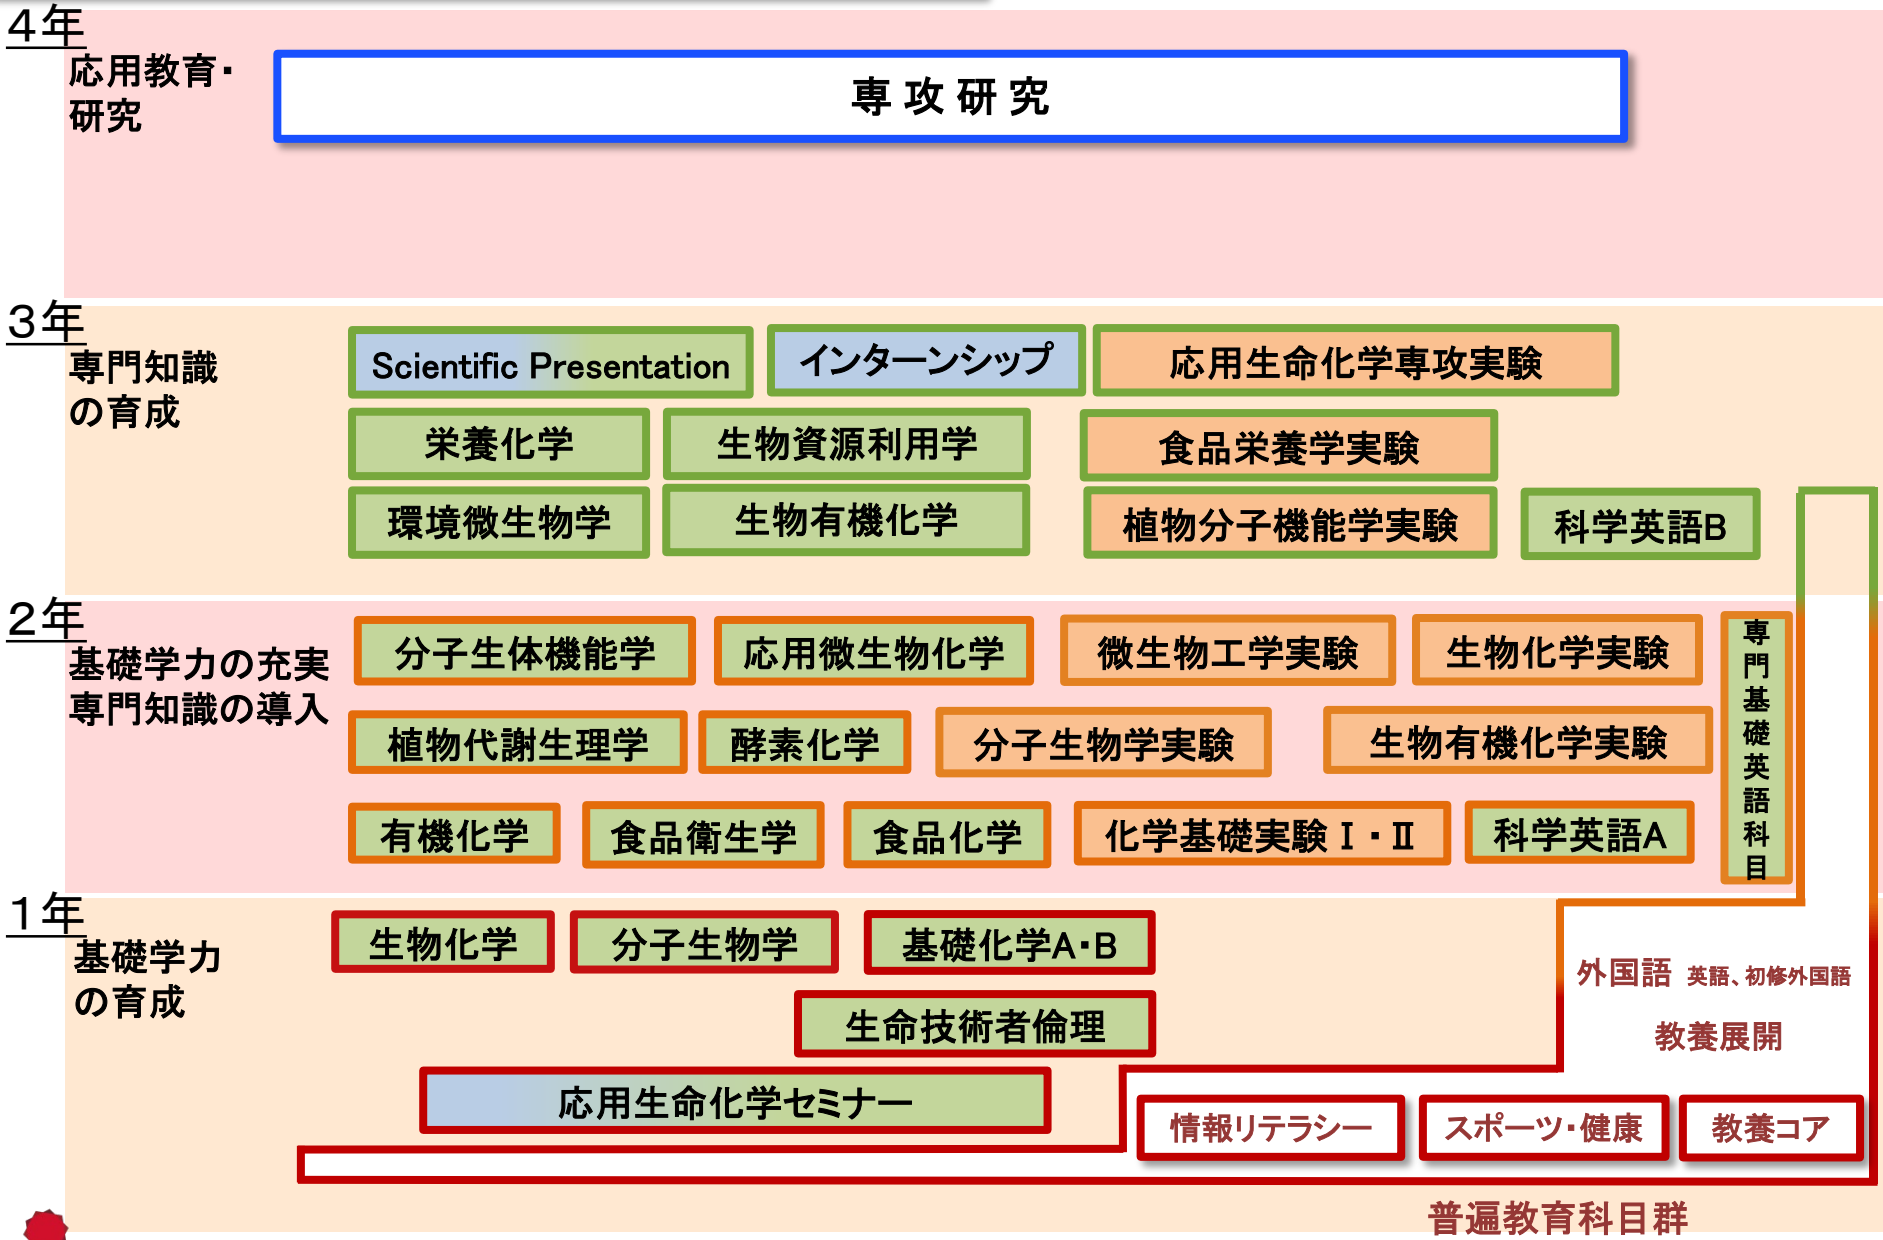 4年
応用教育・
研究
専攻研究
3年
専門知識
の育成
Scientific Presentation
インターンシップ
応用生命化学専攻実験
栄養化学
生物資源利用学
食品栄養学実験
環境微生物学
生物有機化学
植物分子機能学実験
科学英語B
2年
基礎学力の充実
専門知識の導入
分子生体機能学
応用微生物化学
微生物工学実験
生物化学実験
専門基礎英語科目
植物代謝生理学
酵素化学
分子生物学実験
生物有機化学実験
有機化学
食品衛生学
食品化学
化学基礎実験Ⅰ・Ⅱ
科学英語A
1年
基礎学力
の育成
生物化学
分子生物学
基礎化学A・B
外国語 英語、初修外国語
生命技術者倫理
教養展開
応用生命化学セミナー
情報リテラシー
スポーツ・健康
教養コア
普遍教育科目群